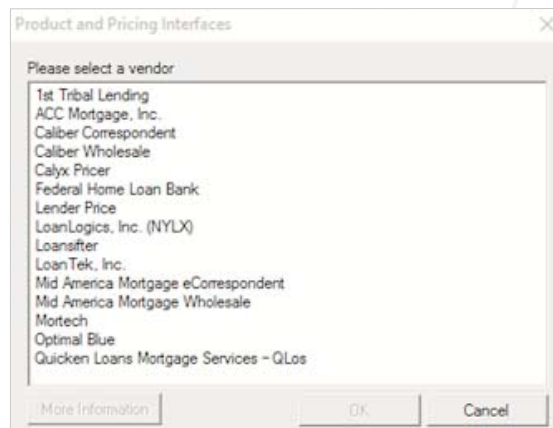 Product and Pricing Interfaces
Please select a vendor
1st Tribal Lending
ACC Mortgage, Inc.
Caliber Correspondent
Caliber Wholesale
Calyx Pricer
Federal Home Loan Bank
Lender Price
LoanLogics, Inc. (NYLX)
Loansifter
LoanTek, Inc.
Mid America Mortgage eCorrespondent
Mid America Mortgage Wholesale
Mortech
Optimal Blue
Quicken Loans Mortgage Services - QLos
More Information OK Cancel